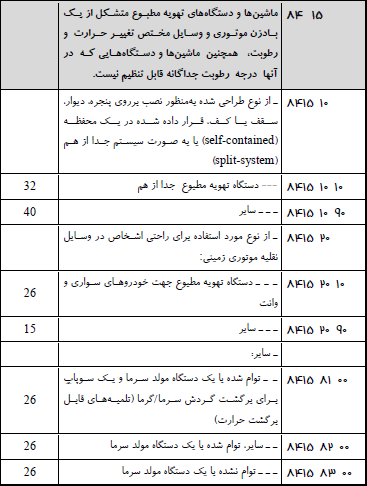 ۸۴ ۱۵
ماشین‌ها و دستگاه‌های تهویه مطبوع متشکل از یک
بادزن موتوری و وسایل مختص تغییر حرارت و
رطوبت، همچنین ماشین‌ها و دستگاه‌هایی که در
آنها درجه رطوبت جداگانه قابل تنظیم نیست.
۸۴۱۵ ۱۰
ـ از نوع طراحی شده به‌منظور نصب برروی پنجره، دیوار،
سقف یا کف، قرار داده شده در یک محفظه
(self-contained) یا به صورت سیستم جدا از هم
(split-system)
۸۴۱۵ ۱۰ ۱۰ --- دستگاه تهویه مطبوع جدا از هم 32
۸۴۱۵ ۱۰ ۹۰ ـ ـ ـ سایر 40
۸۴۱۵ ۲۰ ـ از نوع مورد استفاده برای راحتی اشخاص در وسایل
نقلیه موتوری زمینی:
۸۴۱۵ ۲۰ ۱۰ ـ ـ ـ دستگاه تهویه مطبوع جهت خودروهای سواری و
وانت 26
۸۴۱۵ ۲۰ ۹۰ ـ ـ ـ سایر 15
ـ سایر:
۸۴۱۵ ۸۱ ۰۰ ـ ـ توام شده با یک دستگاه مولد سرما و یک سوپاپ
برای برگشت گردش سرما/گرما (تلمبه‌های قابل
برگشت حرارت) 26
۸۴۱۵ ۸۲ ۰۰ ـ ـ سایر، توام شده با یک دستگاه مولد سرما 26
۸۴۱۵ ۸۳ ۰۰ ـ ـ ـ توام نشده با یک دستگاه مولد سرما 26